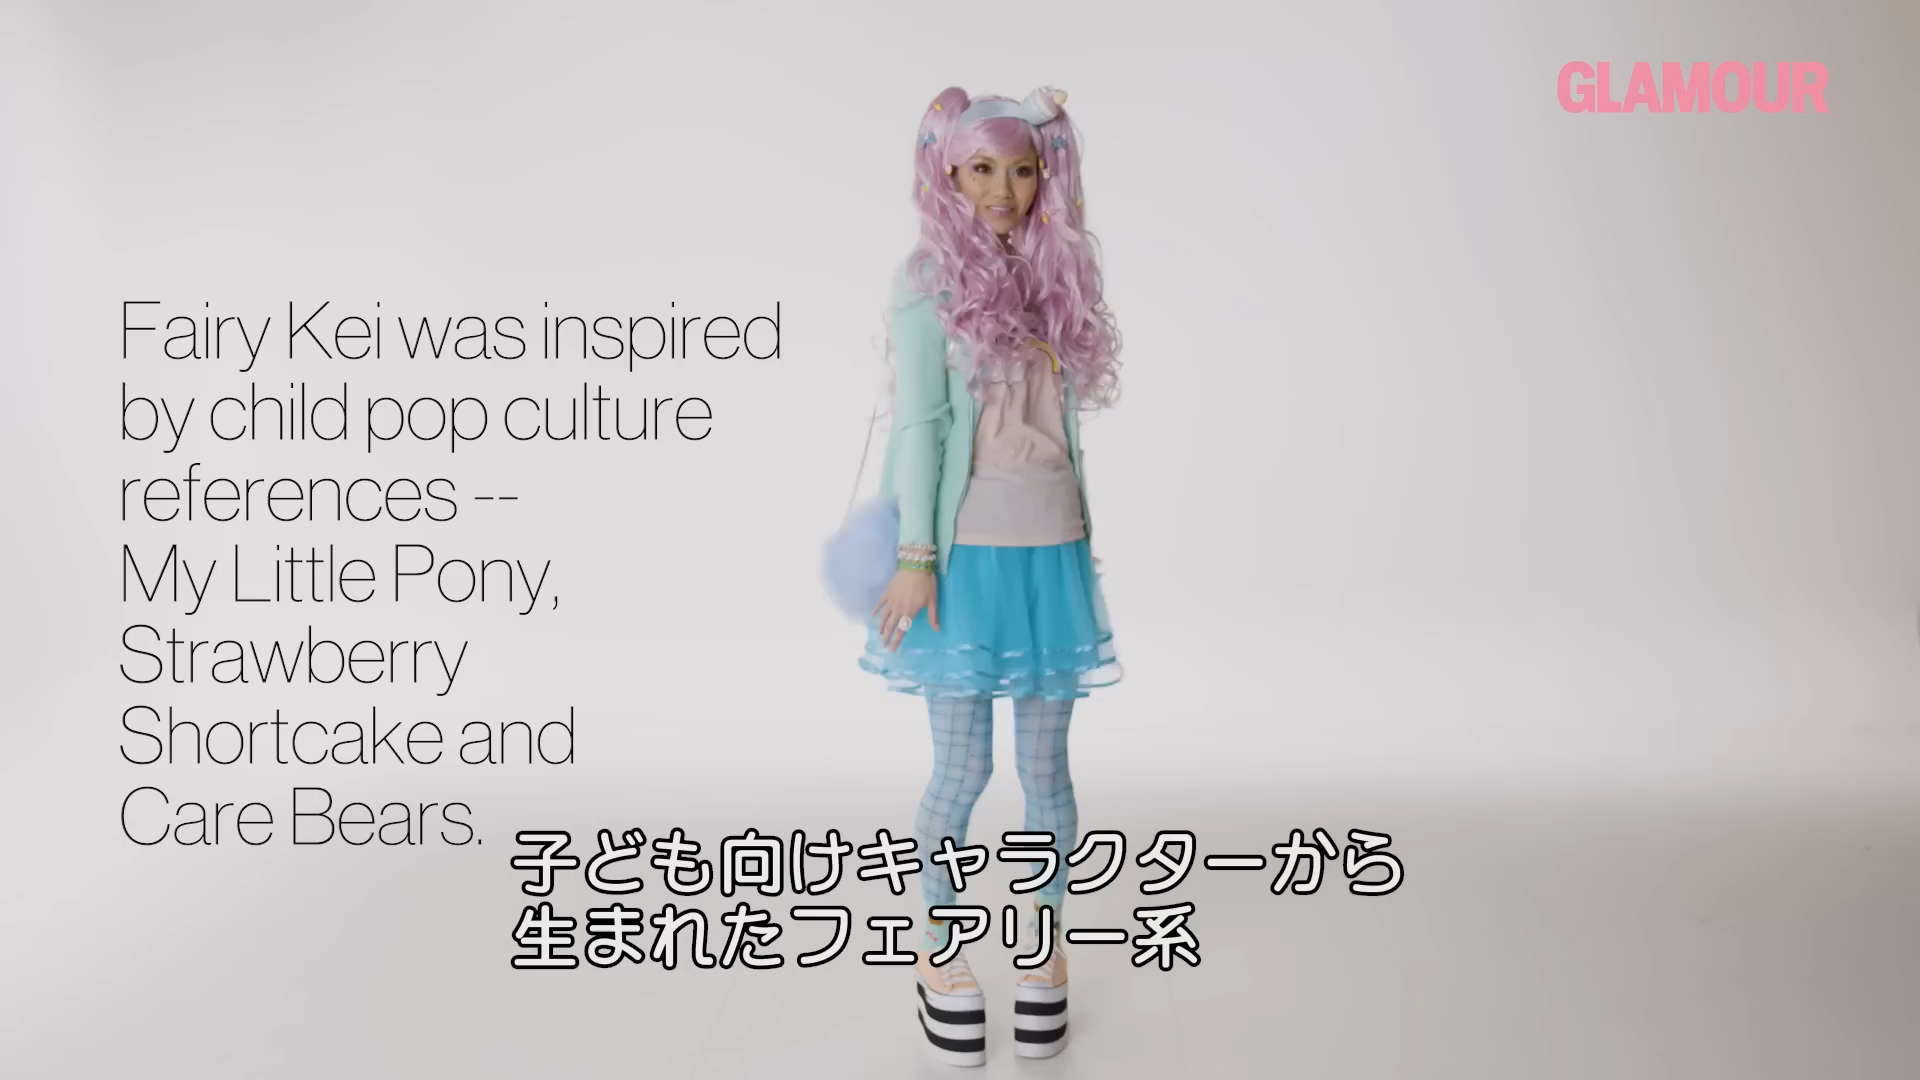 GLAMOUR
Fairy Kei was inspired
by child pop culture
references --
My Little Pony,
Strawberry
Shortcake and
Care Bears.
子ども向けキャラクターから
生まれたフェアリー系